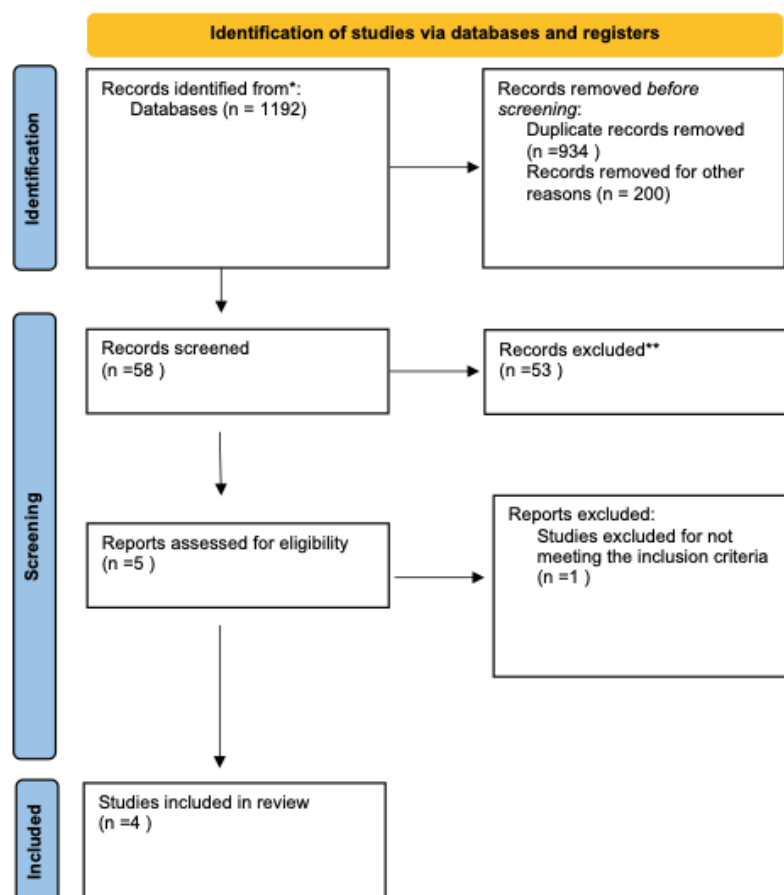 Identification of studies via databases and registers
Identification
Records identified from*:
Databases (n = 1192)
Records removed before
screening:
Duplicate records removed
(n =934 )
Records removed for other
reasons (n = 200)
Screening
Records screened
(n =58 )
Records excluded**
(n =53 )
Reports assessed for eligibility
(n =5 )
Reports excluded:
Studies excluded for not
meeting the inclusion criteria
(n =1 )
Included
Studies included in review
(n =4 )